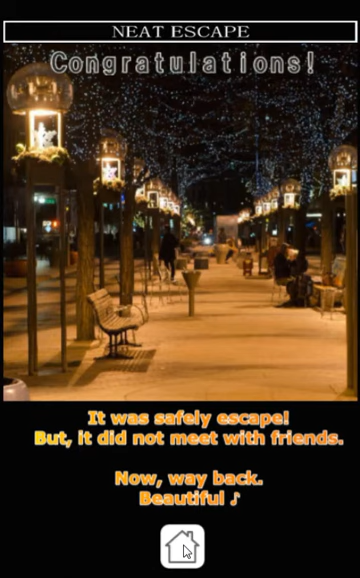 NEAT ESCAPE
Congratulations!
It was safely escape!
But, it did not meet with friends.
Now, way back.
Beautiful ♪